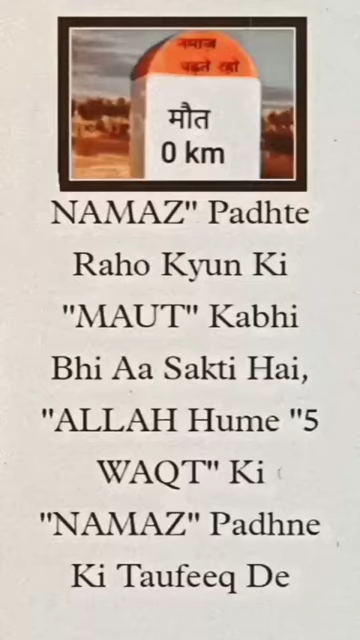 नमाज
पढ़ते रहो
मौत
0 km
NAMAZ" Padhte
Raho Kyun Ki
"MAUT" Kabhi
Bhi Aa Sakti Hai,
"ALLAH Hume "5
WAQT" Ki
"NAMAZ" Padhne
Ki Taufeeq De